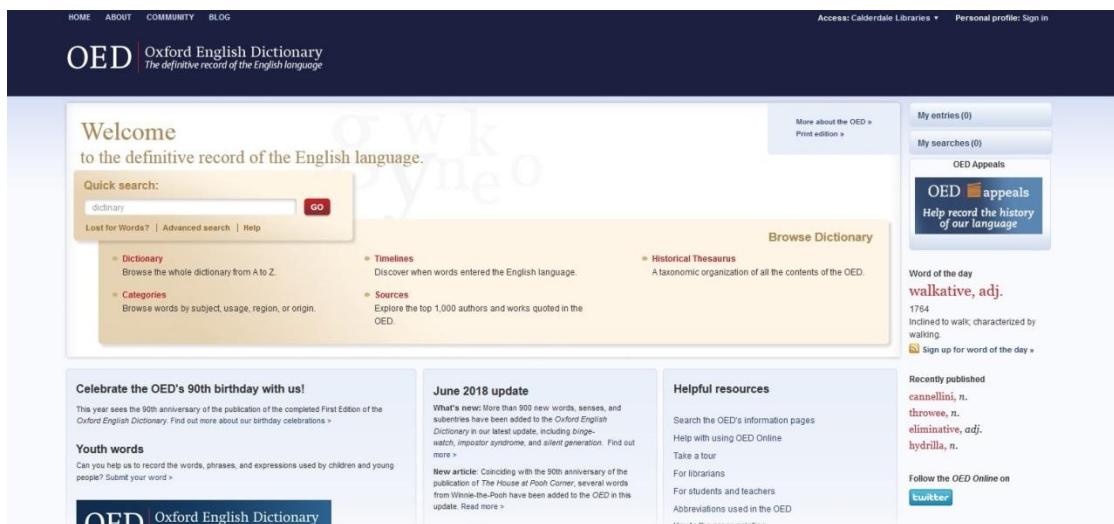 HOME ABOUT COMMUNITY BLOG
Access: Calderdale Libraries Personal profile: Sign in
OED Oxford English Dictionary
The definitive record of the English language
Welcome
to the definitive record of the English language.
More about the OED »
Print edition »
Quick search:
dictinary
GO
Lost for Words? | Advanced search | Help
Browse Dictionary
Dictionary
Browse the whole dictionary from A to Z.
Categories
Browse words by subject, usage, region, or origin.
Timelines
Discover when words entered the English language.
Sources
Explore the top 1,000 authors and works quoted in the
OED.
Historical Thesaurus
A taxonomic organization of all the contents of the OED.
Celebrate the OED's 90th birthday with us!
This year sees the 90th anniversary of the publication of the completed First Edition of the
Oxford English Dictionary. Find out more about our birthday celebrations >
Youth words
Can you help us to record the words, phrases, and expressions used by children and young
people? Submit your word >
OED Oxford English Dictionary
June 2018 update
What's new: More than 900 new words, senses, and
subentries have been added to the Oxford English
Dictionary in our latest update, including binge-
watch, impostor syndrome, and silent generation. Find out
more >
New article: Coinciding with the 90th anniversary of the
publication of The House at Pooh Corner, several words
from Winnie-the-Pooh have been added to the OED in this
update. Read more >
Helpful resources
Search the OED's information pages
Help with using OED Online
Take a tour
For librarians
For students and teachers
Abbreviations used in the OED
My entries (0)
My searches (0)
OED Appeals
OED appeals
Help record the history
of our language
Word of the day
walkative, adj.
1764
Inclined to walk; characterized by
walking.
Sign up for word of the day »
Recently published
cannellini, n.
throwee, n.
eliminative, adj.
hydrilla, n.
Follow the OED Online on
twitter